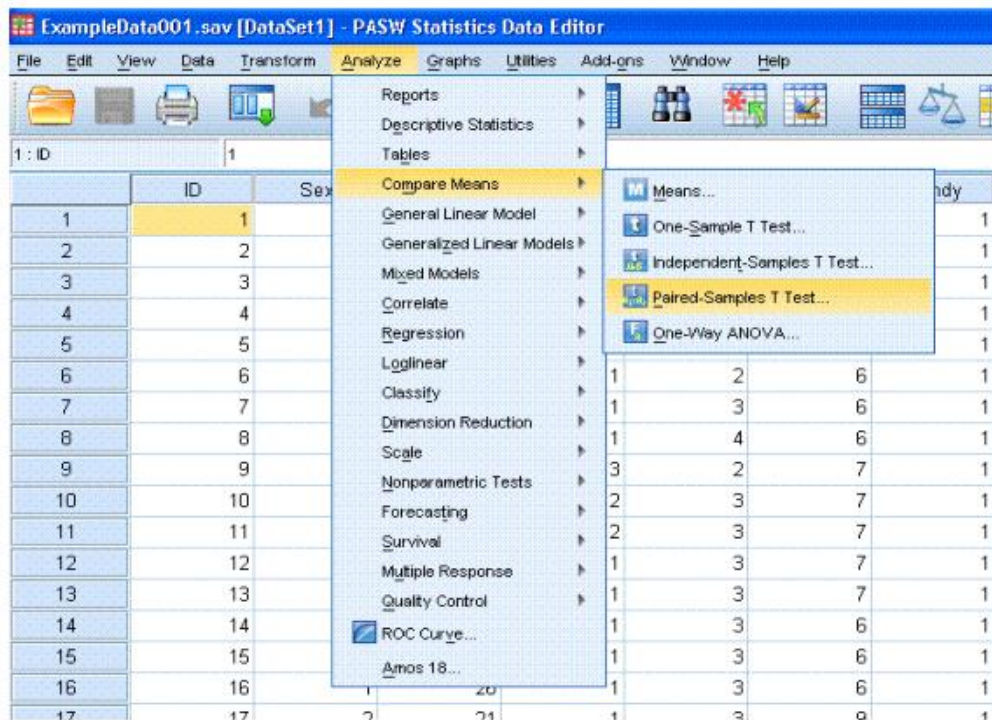 ExampleData001.sav [DataSet1] - PASW Statistics Data Editor
File Edit View Data Transform Analyze Graphs Utilities Add-ons Window Help
1 : ID 1
Reports
Descriptive Statistics
Tables
Compare Means
General Linear Model
Generalized Linear Models
Mixed Models
Correlate
Regression
Loglinear
Classify
Dimension Reduction
Scale
Nonparametric Tests
Forecasting
Survival
Multiple Response
Quality Control
ROC Curve...
Amos 18...
Means...
One-Sample T Test...
Independent-Samples T Test...
Paired-Samples T Test...
One-Way ANOVA...
ID Sex ndy
1 1 1
2 2 1
3 3 1
4 4 1
5 5 1
6 6 1 2 6 1
7 7 1 3 6 1
8 8 1 4 6 1
9 9 3 2 7 1
10 10 2 3 7 1
11 11 2 3 7 1
12 12 1 3 7 1
13 13 1 3 7 1
14 14 1 3 6 1
15 15 1 3 6 1
16 16 1 20 1 3 6 1
17 17 2 21 1 3 9 1